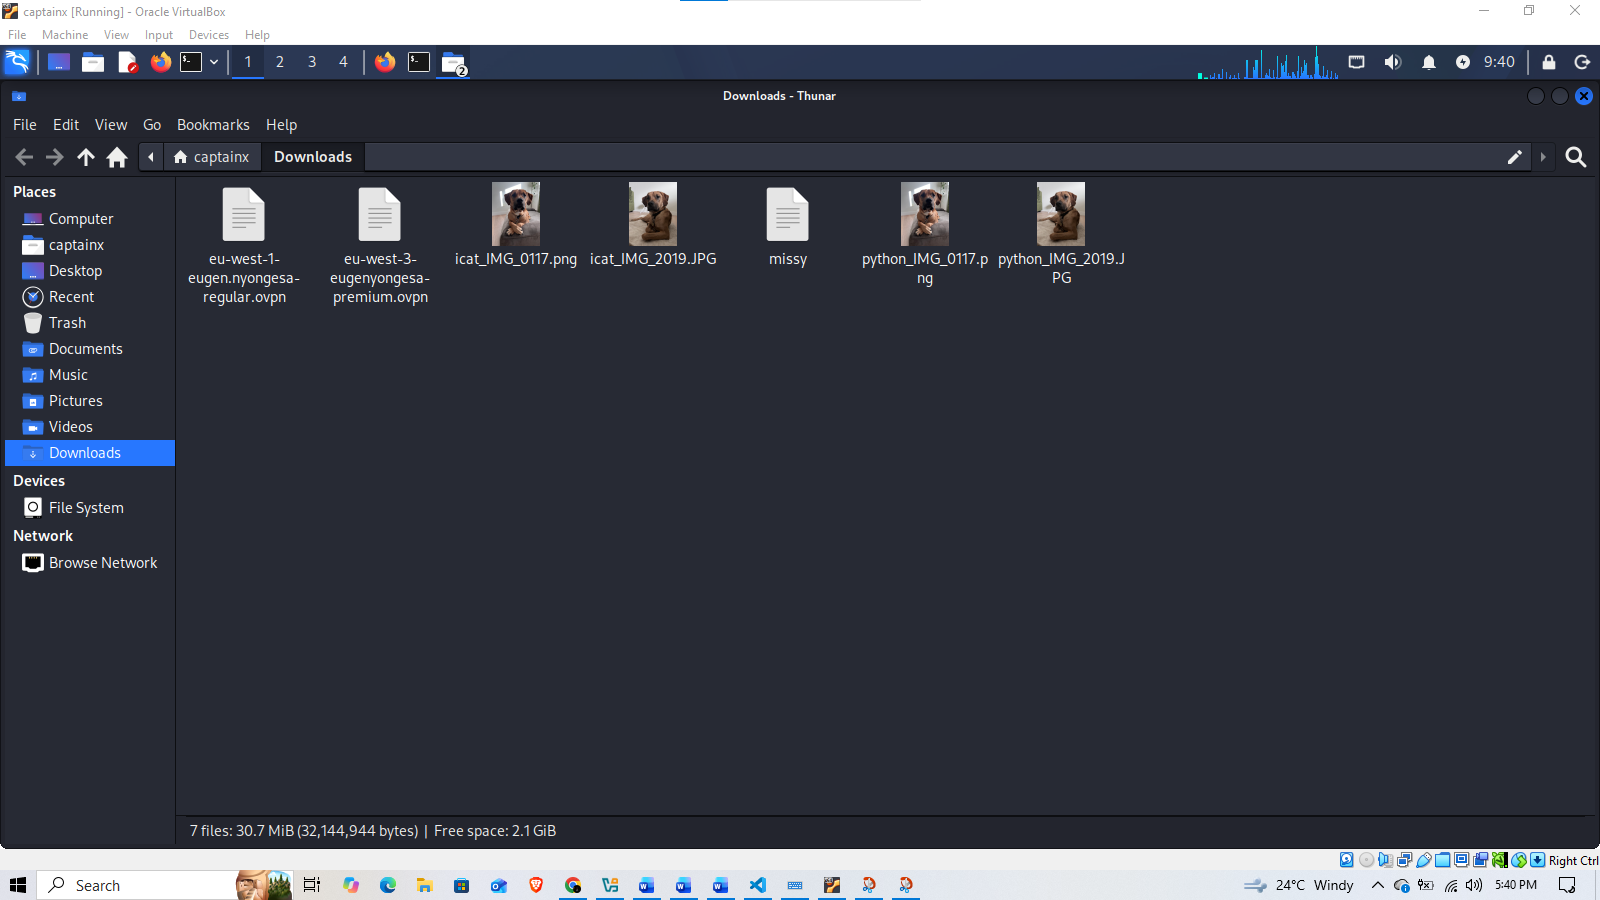 captainx [Running] - Oracle VirtualBox
File Machine View Input Devices Help
1 2 3 4 2 9:40
Downloads - Thunar
File Edit View Go Bookmarks Help
captainx Downloads
Places
Computer
captainx
Desktop
Recent
Trash
Documents
Music
Pictures
Videos
Downloads
Devices
File System
Network
Browse Network
eu-west-1-
eugen.nyongesa-
regular.ovpn
eu-west-3-
eugenyongesa-
premium.ovpn
icat_IMG_0117.png
icat_IMG_2019.JPG
missy
python_IMG_0117.p
ng
python_IMG_2019.J
PG
7 files: 30.7 MiB (32,144,944 bytes) | Free space: 2.1 GiB
Right Ctrl
Search
24°C Windy 5:40 PM